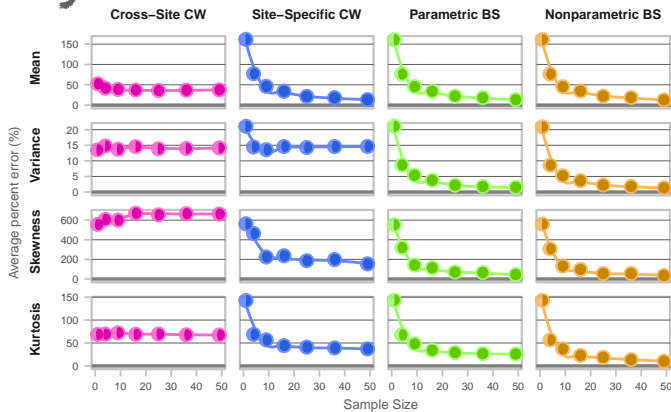 Cross–Site CW Site–Specific CW Parametric BS Nonparametric BS
Average percent error (%)
Mean
150
100
50
0
Variance
20
15
10
5
0
Skewness
600
400
200
0
Kurtosis
150
100
50
0
0 10 20 30 40 50 0 10 20 30 40 50 0 10 20 30 40 50 0 10 20 30 40 50
Sample Size